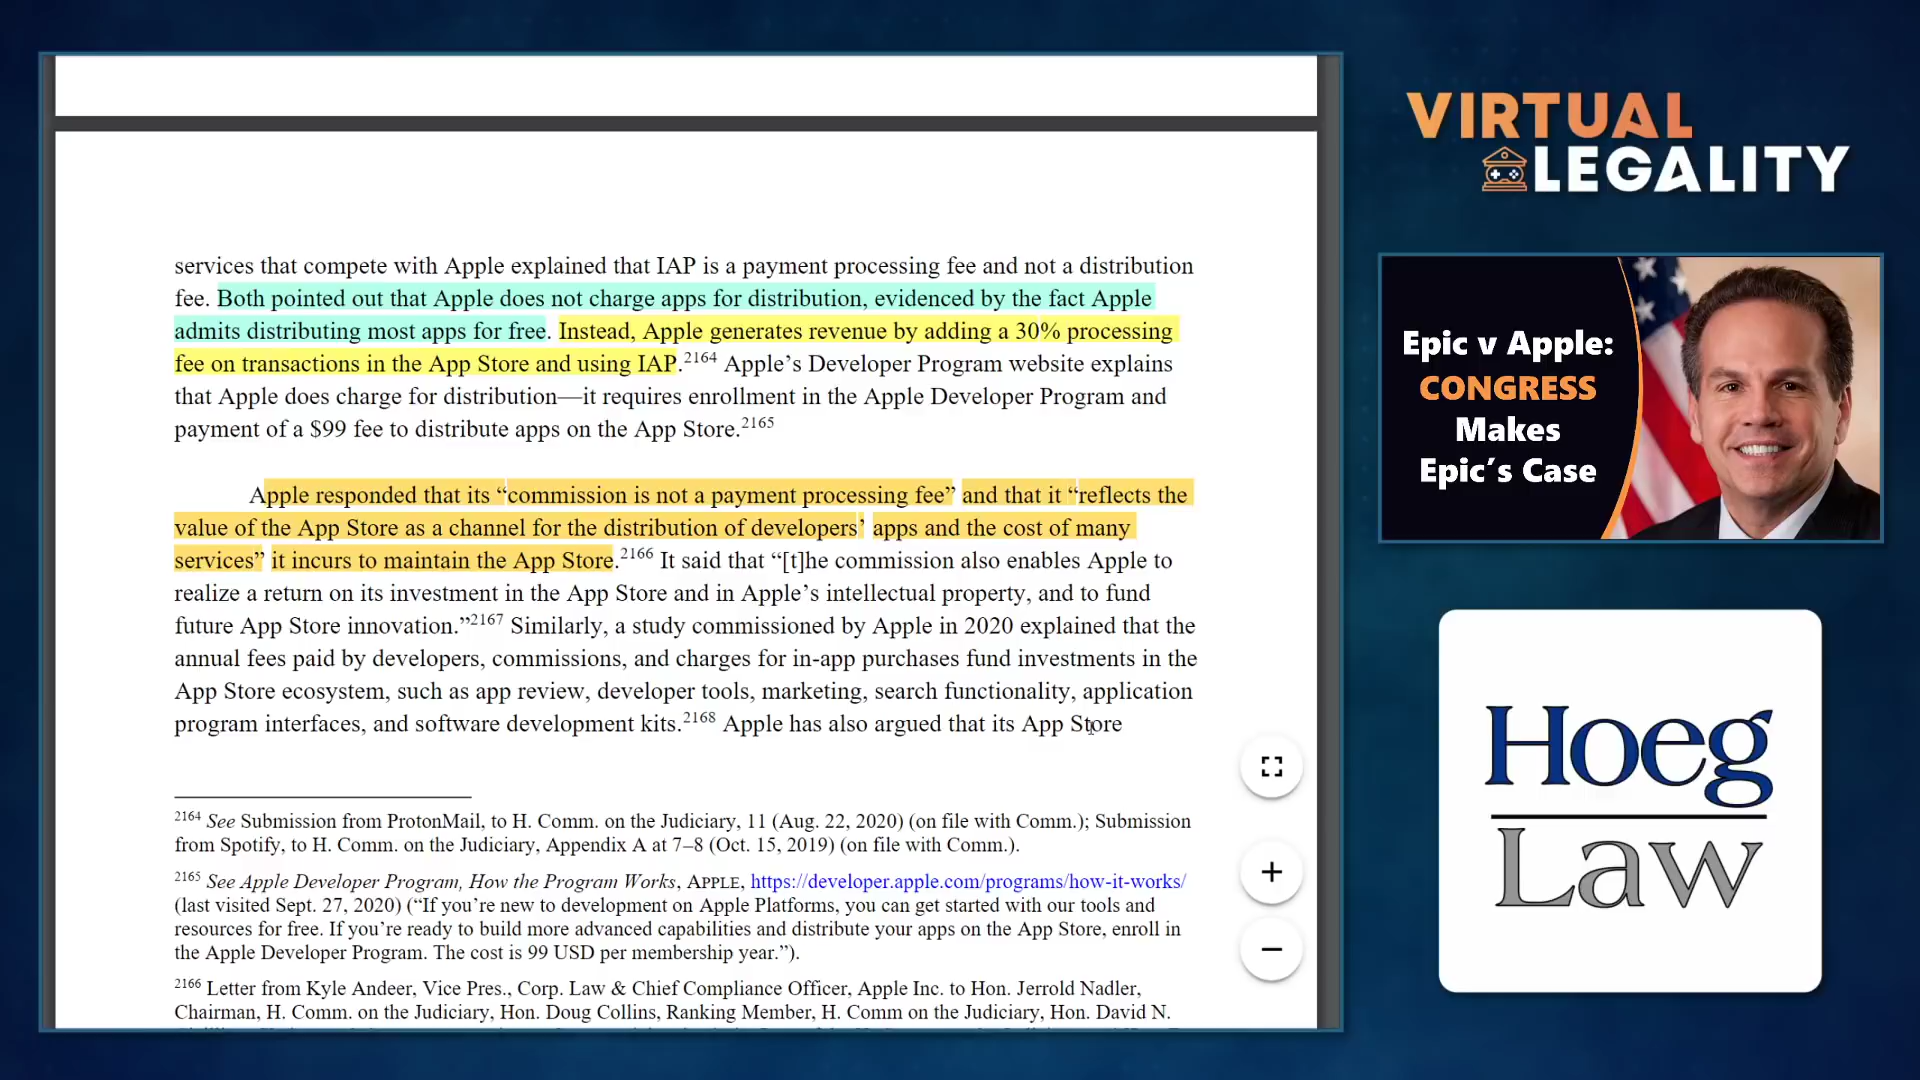 services that compete with Apple explained that IAP is a payment processing fee and not a distribution
fee. Both pointed out that Apple does not charge apps for distribution, evidenced by the fact Apple
admits distributing most apps for free. Instead, Apple generates revenue by adding a 30% processing
fee on transactions in the App Store and using IAP.2164 Apple’s Developer Program website explains
that Apple does charge for distribution—it requires enrollment in the Apple Developer Program and
payment of a $99 fee to distribute apps on the App Store.2165
Apple responded that its “commission is not a payment processing fee” and that it “reflects the
value of the App Store as a channel for the distribution of developers’ apps and the cost of many
services” it incurs to maintain the App Store.2166 It said that “[t]he commission also enables Apple to
realize a return on its investment in the App Store and in Apple’s intellectual property, and to fund
future App Store innovation.”2167 Similarly, a study commissioned by Apple in 2020 explained that the
annual fees paid by developers, commissions, and charges for in-app purchases fund investments in the
App Store ecosystem, such as app review, developer tools, marketing, search functionality, application
program interfaces, and software development kits.2168 Apple has also argued that its App Store
2164 See Submission from ProtonMail, to H. Comm. on the Judiciary, 11 (Aug. 22, 2020) (on file with Comm.); Submission
from Spotify, to H. Comm. on the Judiciary, Appendix A at 7–8 (Oct. 15, 2019) (on file with Comm.).
2165 See Apple Developer Program, How the Program Works, APPLE, https://developer.apple.com/programs/how-it-works/
(last visited Sept. 27, 2020) (“If you’re new to development on Apple Platforms, you can get started with our tools and
resources for free. If you’re ready to build more advanced capabilities and distribute your apps on the App Store, enroll in
the Apple Developer Program. The cost is 99 USD per membership year.”).
2166 Letter from Kyle Andeer, Vice Pres., Corp. Law & Chief Compliance Officer, Apple Inc. to Hon. Jerrold Nadler,
Chairman, H. Comm. on the Judiciary, Hon. Doug Collins, Ranking Member, H. Comm on the Judiciary, Hon. David N.
VIRTUAL
LEGALITY
Epic v Apple:
CONGRESS
Makes
Epic´s Case
Hoeg
Law